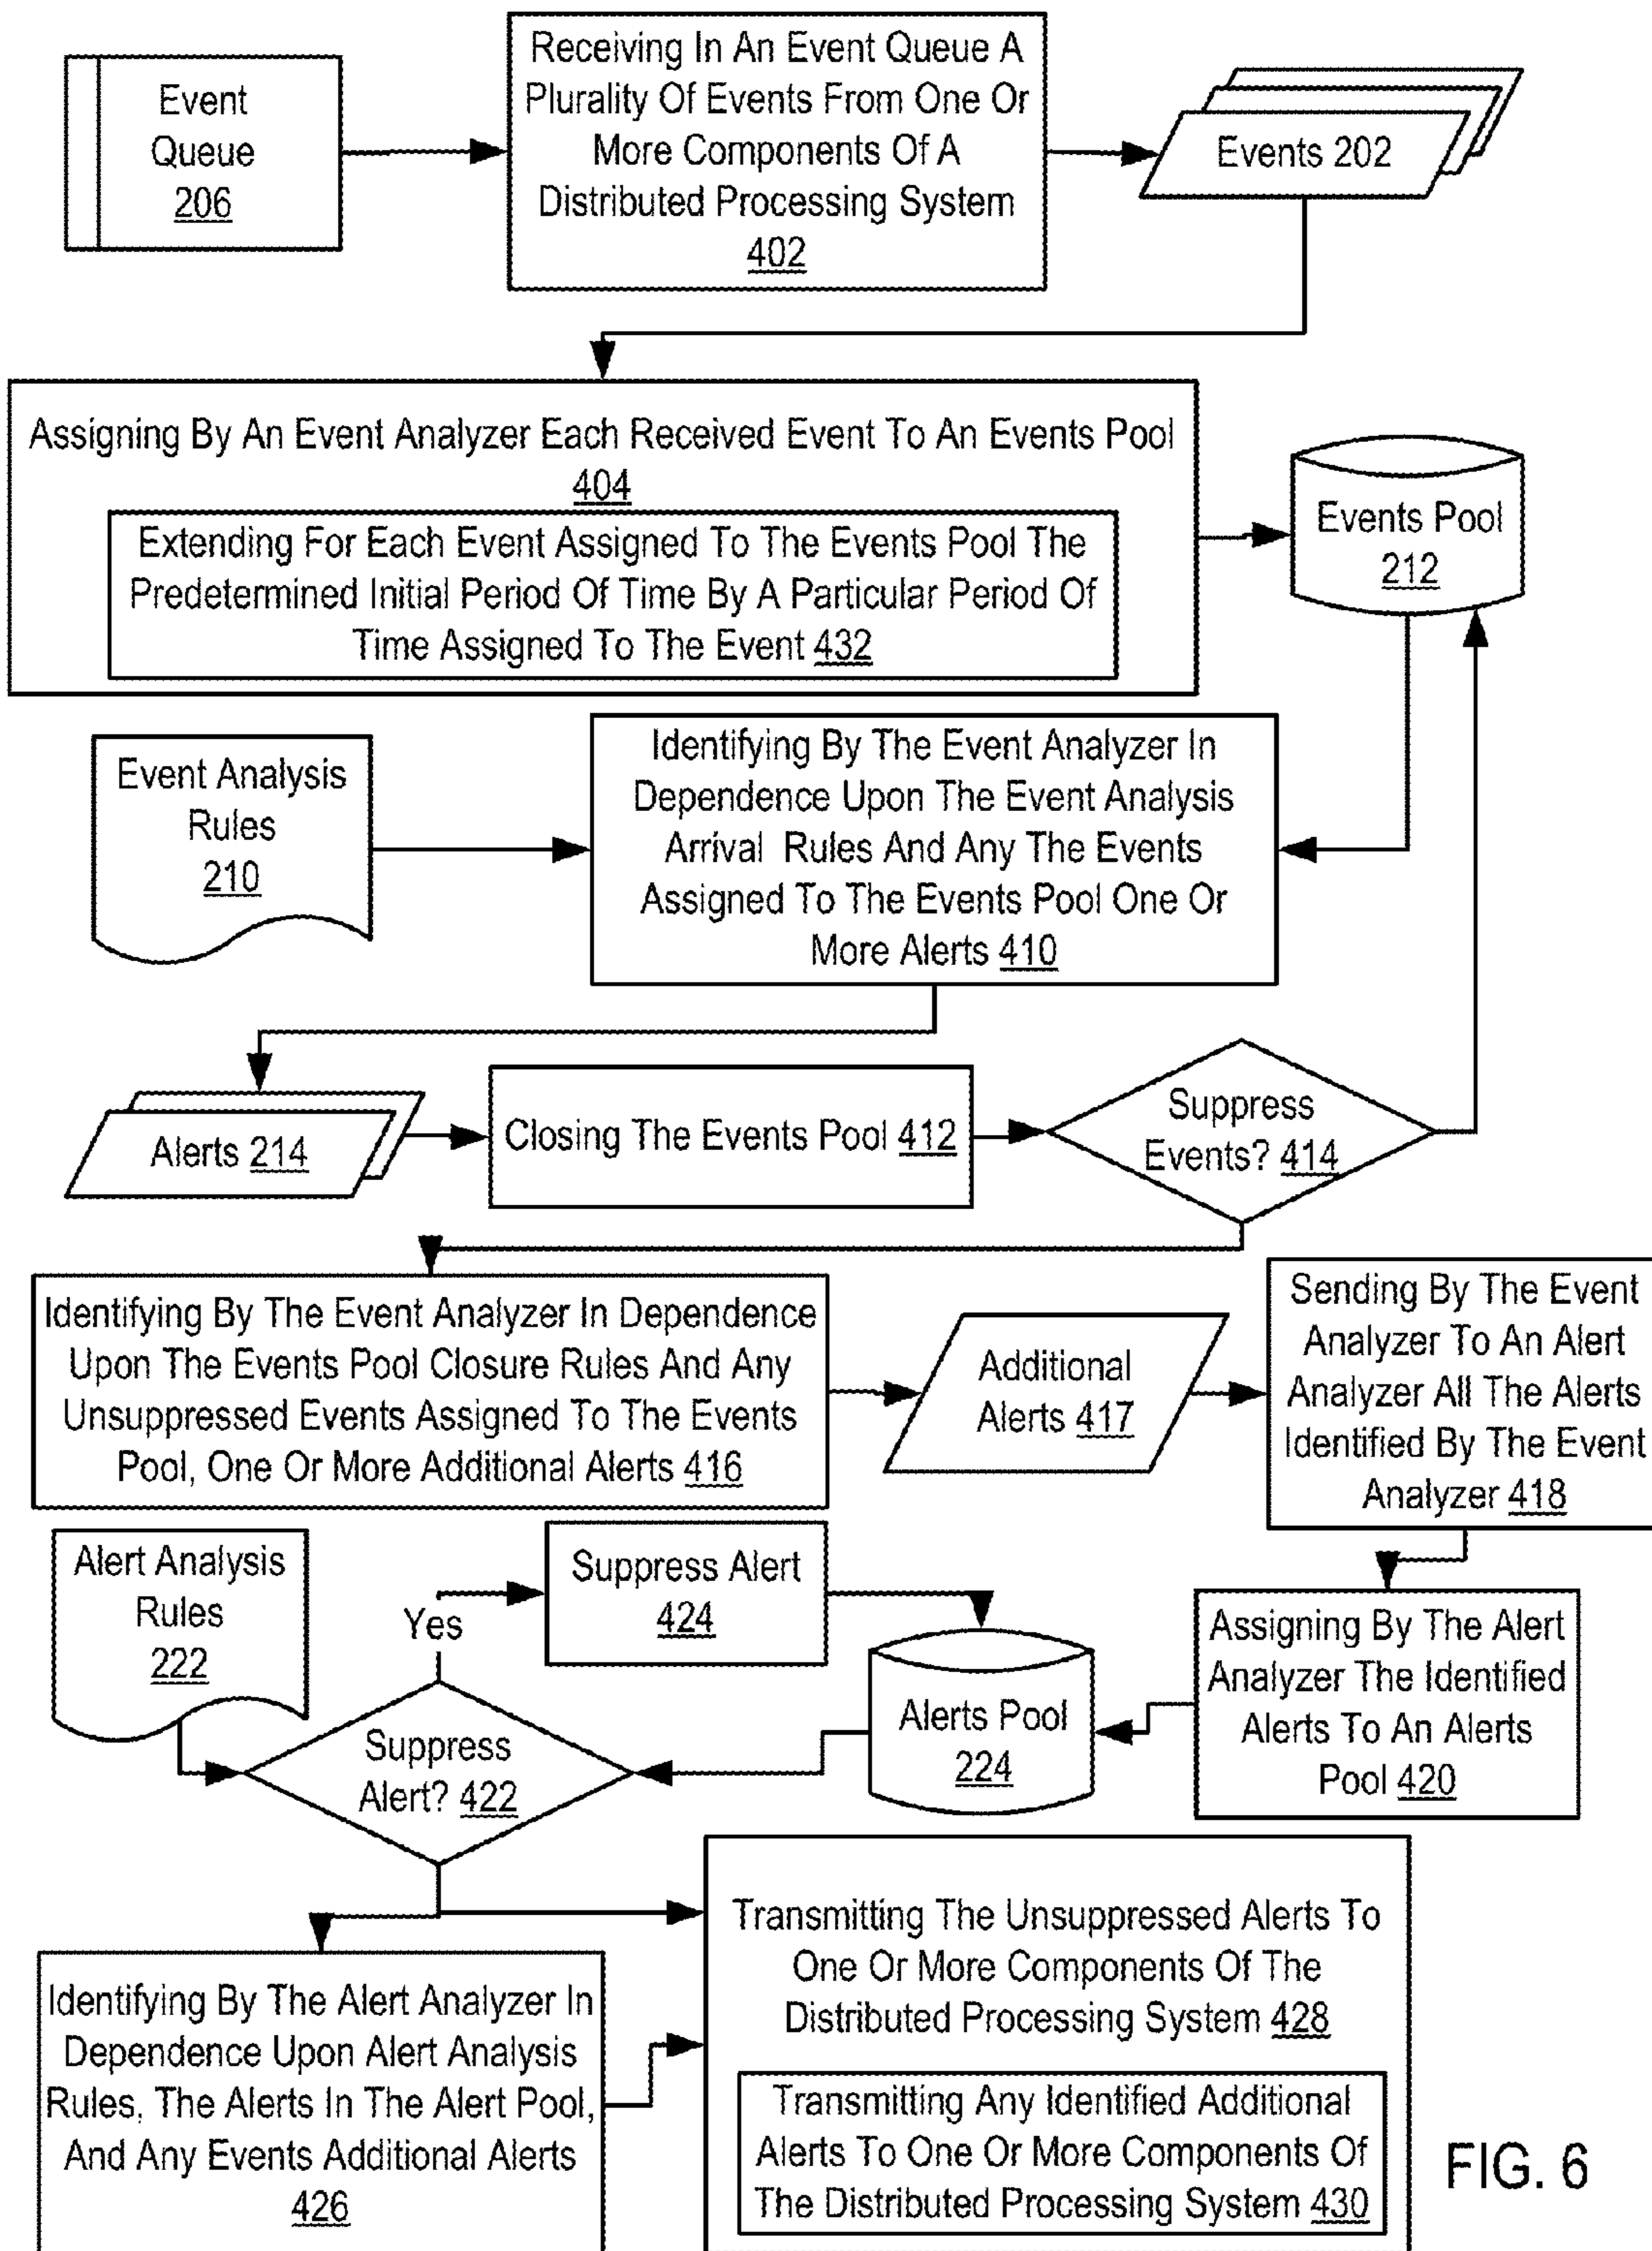 Event
Queue
206
Receiving In An Event Queue A
Plurality Of Events From One Or
More Components Of A
Distributed Processing System
402
Events 202
Assigning By An Event Analyzer Each Received Event To An Events Pool
404
Extending For Each Event Assigned To The Events Pool The
Predetermined Initial Period Of Time By A Particular Period Of
Time Assigned To The Event 432
Events Pool
212
Event Analysis
Rules
210
Identifying By The Event Analyzer In
Dependence Upon The Event Analysis
Arrival Rules And Any The Events
Assigned To The Events Pool One Or
More Alerts 410
Alerts 214
Closing The Events Pool 412
Suppress
Events? 414
Identifying By The Event Analyzer In Dependence
Upon The Events Pool Closure Rules And Any
Unsuppressed Events Assigned To The Events
Pool, One Or More Additional Alerts 416
Additional
Alerts 417
Sending By The Event
Analyzer To An Alert
Analyzer All The Alerts
Identified By The Event
Analyzer 418
Alert Analysis
Rules
222
Yes
Suppress Alert
424
Suppress
Alert? 422
Alerts Pool
224
Assigning By The Alert
Analyzer The Identified
Alerts To An Alerts
Pool 420
Identifying By The Alert Analyzer In
Dependence Upon Alert Analysis
Rules, The Alerts In The Alert Pool,
And Any Events Additional Alerts
426
Transmitting The Unsuppressed Alerts To
One Or More Components Of The
Distributed Processing System 428
Transmitting Any Identified Additional
Alerts To One Or More Components Of
The Distributed Processing System 430
FIG. 6